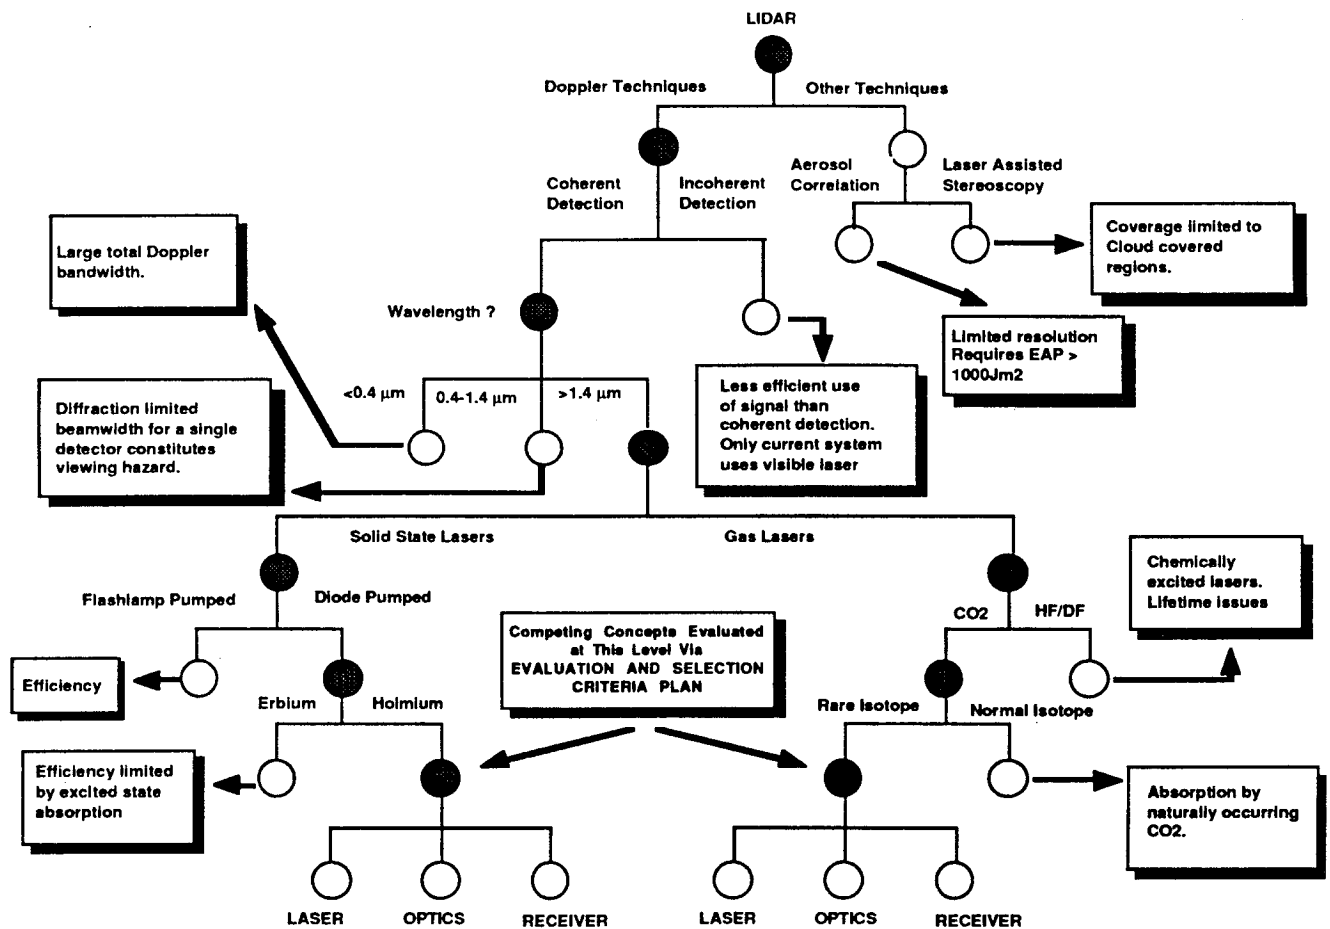 LIDAR
Doppler Techniques
Other Techniques
Aerosol
Correlation
Laser Assisted
Stereoscopy
Coherent
Detection
Incoherent
Detection
Large total Doppler
bandwidth.
Coverage limited to
Cloud covered
regions.
Wavelength ?
Limited resolution
Requires EAP >
1000Jm2
<0.4 µm
0.4-1.4 µm
>1.4 µm
Less efficient use
of signal than
coherent detection.
Only current system
uses visible laser
Diffraction limited
beamwidth for a single
detector constitutes
viewing hazard.
Solid State Lasers
Gas Lasers
Chemically
excited lasers.
Lifetime issues
Flashlamp Pumped
Diode Pumped
CO2
HF/DF
Competing Concepts Evaluated
at This Level Via
EVALUATION AND SELECTION
CRITERIA PLAN
Efficiency
Erbium
Holmium
Rare Isotope
Normal Isotope
Efficiency limited
by excited state
absorption
Absorption by
naturally occurring
CO2.
LASER
OPTICS
RECEIVER
LASER
OPTICS
RECEIVER